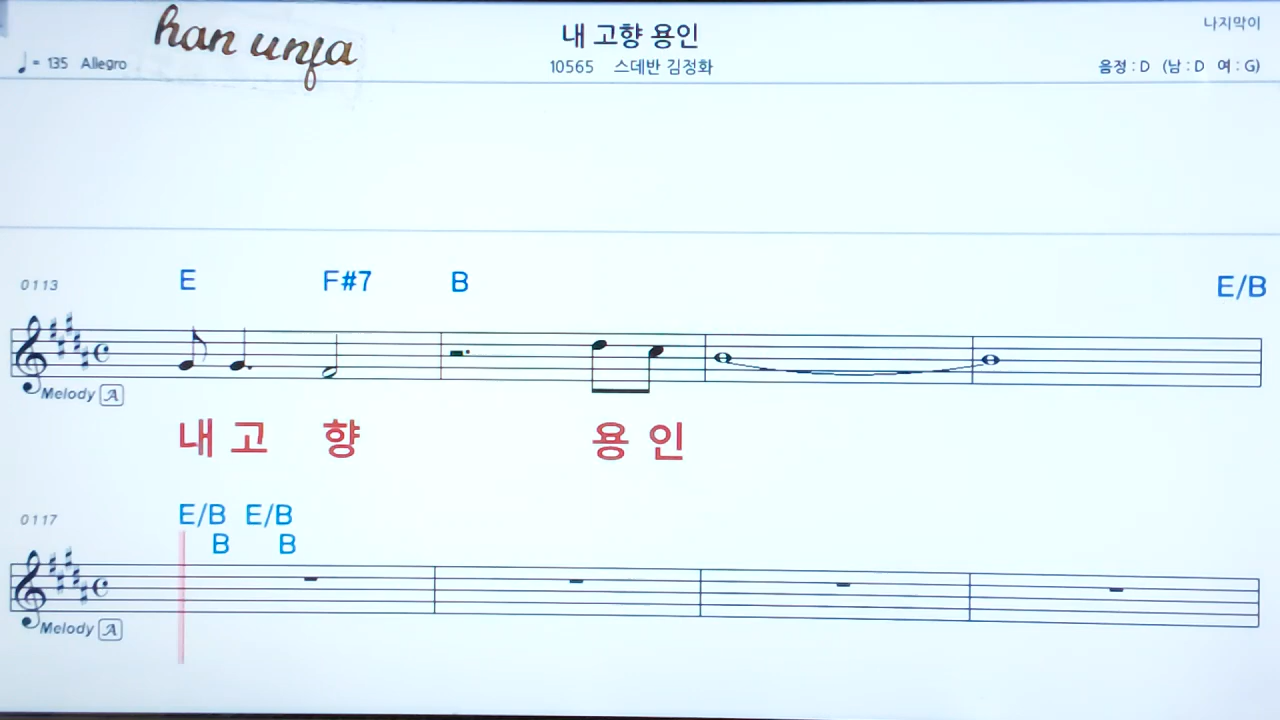 han unfa
내 고향 용인
나지막이
♩= 135 Allegro
10565 스데반 김정화
음정 : D (남 : D 여 : G)
0113 E F#7 B E/B
Melody A
내 고 향 용 인
0117 E/B E/B
B B
Melody A